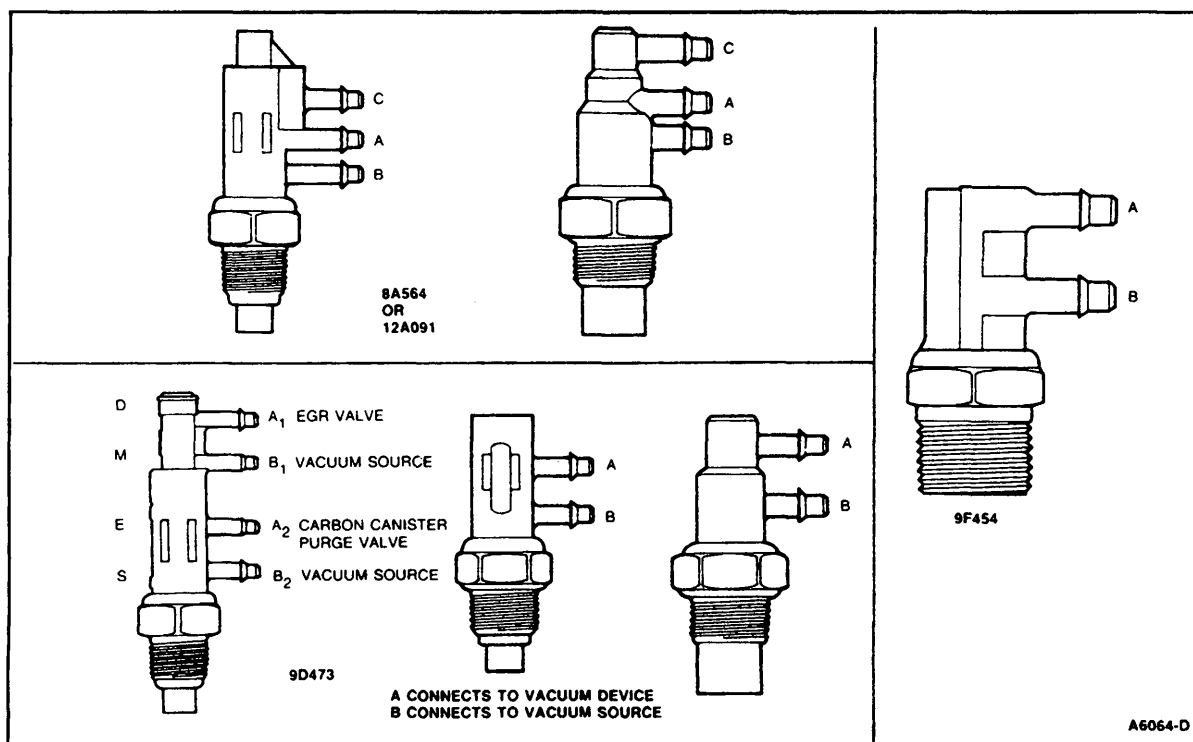 C
A
B
C
A
B
8A564
OR
12A091
A
B
9F454
D
A1 EGR VALVE
M
B1 VACUUM SOURCE
E
A2 CARBON CANISTER
PURGE VALVE
S
B2 VACUUM SOURCE
9D473
A
B
A
B
A CONNECTS TO VACUUM DEVICE
B CONNECTS TO VACUUM SOURCE
A6064-D